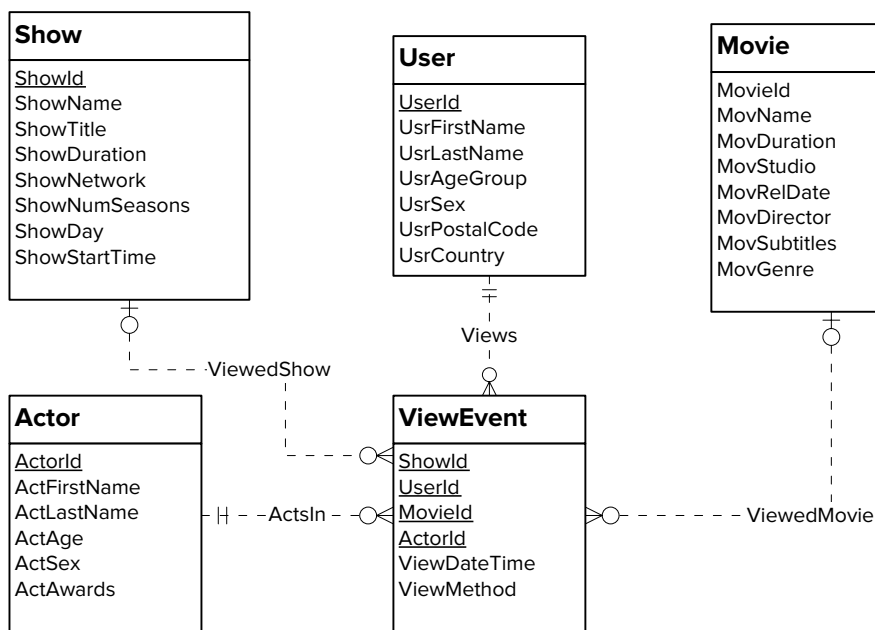 Show
ShowId
ShowName
ShowTitle
ShowDuration
ShowNetwork
ShowNumSeasons
ShowDay
ShowStartTime
User
UserId
UsrFirstName
UsrLastName
UsrAgeGroup
UsrSex
UsrPostalCode
UsrCountry
Movie
MovieId
MovName
MovDuration
MovStudio
MovRelDate
MovDirector
MovSubtitles
MovGenre
Views
ViewedShow
Actor
ActorId
ActFirstName
ActLastName
ActAge
ActSex
ActAwards
ActsIn
ViewEvent
ShowId
UserId
MovieId
ActorId
ViewDateTime
ViewMethod
ViewedMovie